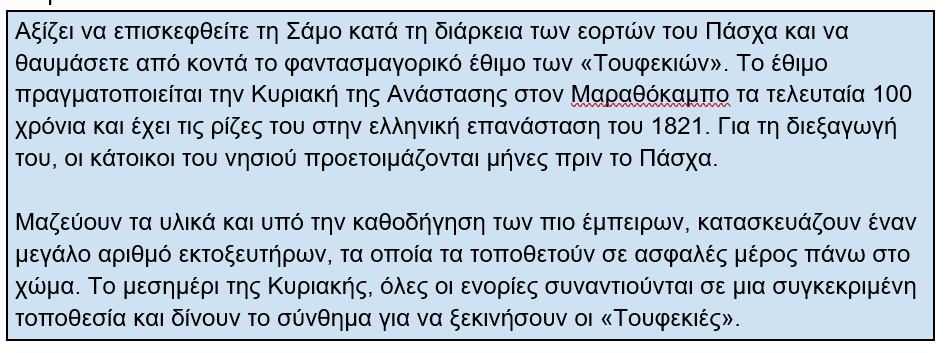 Αξίζει να επισκεφθείτε τη Σάμο κατά τη διάρκεια των εορτών του Πάσχα και να
θαυμάσετε από κοντά το φαντασμαγορικό έθιμο των «Τουφεκιών». Το έθιμο
πραγματοποιείται την Κυριακή της Ανάστασης στον Μαραθόκαμπο τα τελευταία 100
χρόνια και έχει τις ρίζες του στην ελληνική επανάσταση του 1821. Για τη διεξαγωγή
του, οι κάτοικοι του νησιού προετοιμάζονται μήνες πριν το Πάσχα.
Μαζεύουν τα υλικά και υπό την καθοδήγηση των πιο έμπειρων, κατασκευάζουν έναν
μεγάλο αριθμό εκτοξευτήρων, τα οποία τα τοποθετούν σε ασφαλές μέρος πάνω στο
χώμα. Το μεσημέρι της Κυριακής, όλες οι ενορίες συναντιούνται σε μια συγκεκριμένη
τοποθεσία και δίνουν το σύνθημα για να ξεκινήσουν οι «Τουφεκιές».